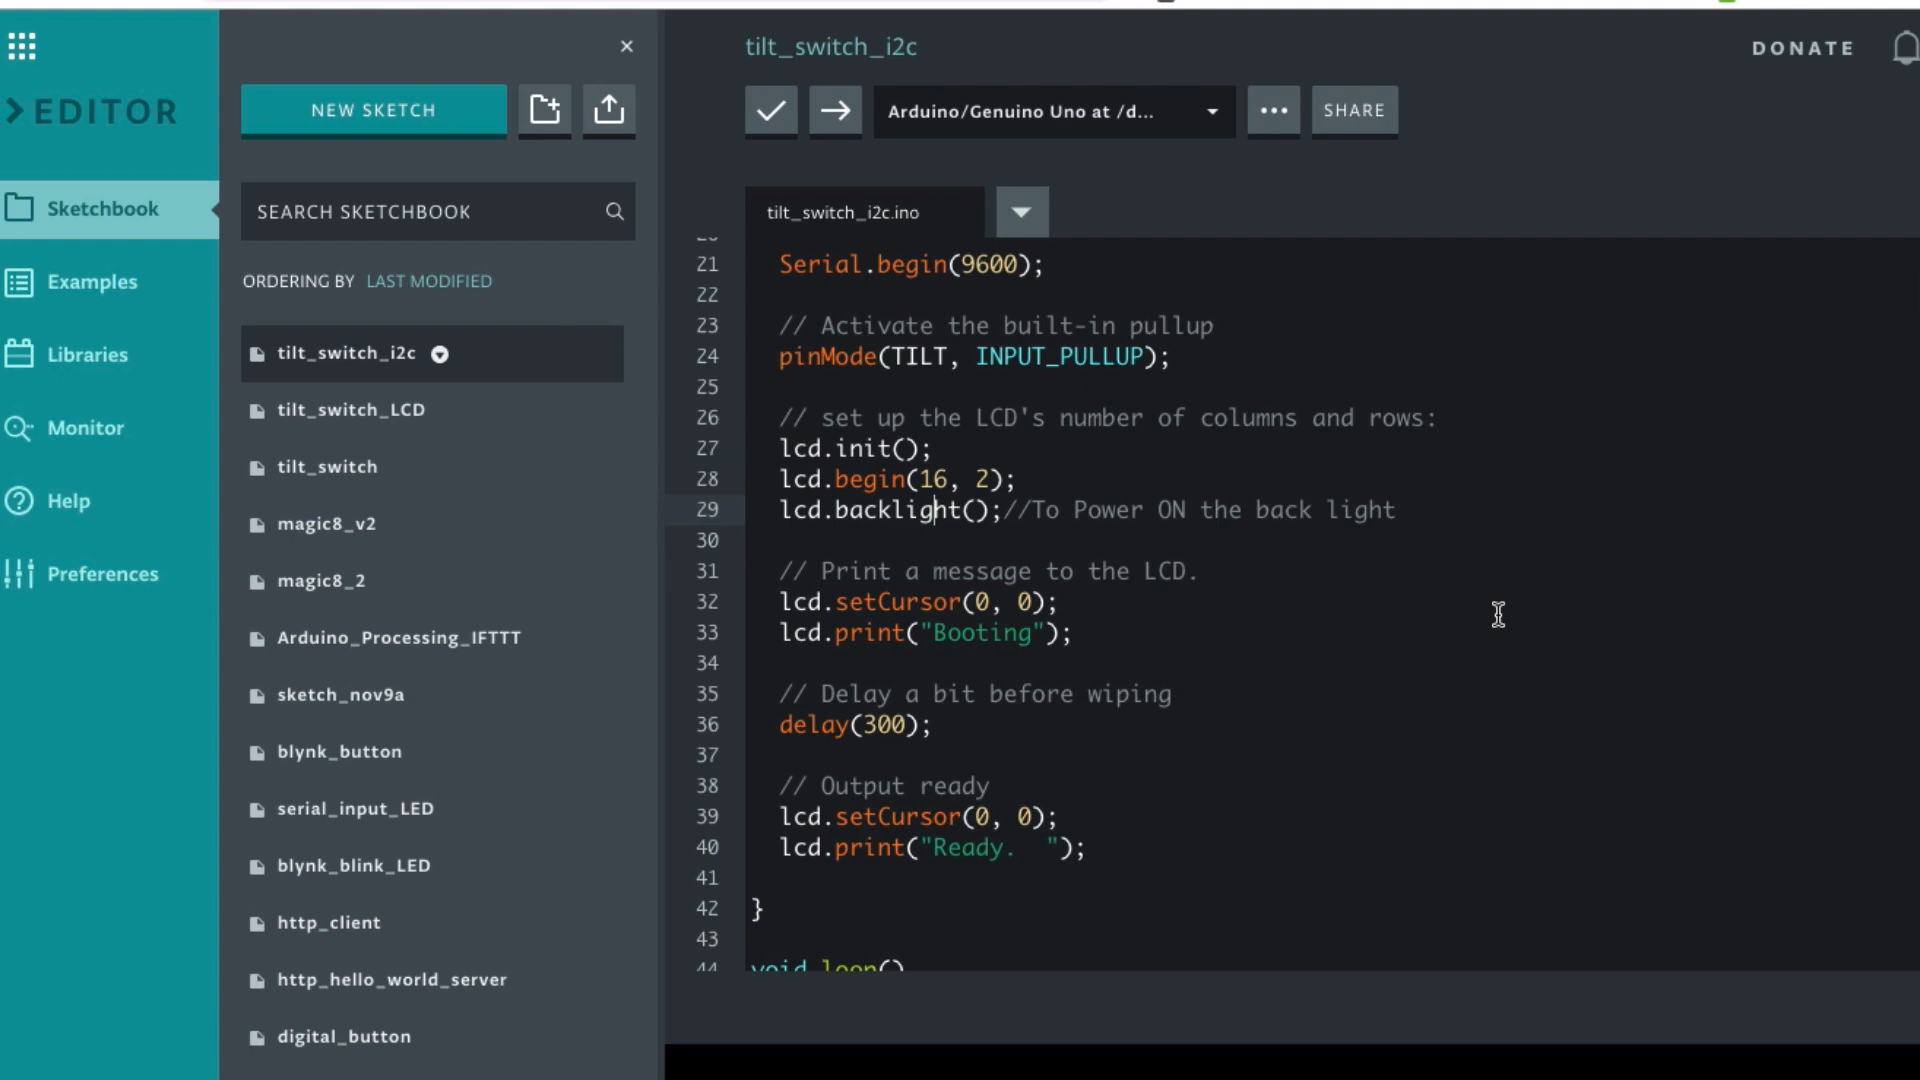 EDITOR
Sketchbook
Examples
Libraries
Monitor
Help
Preferences
NEW SKETCH
SEARCH SKETCHBOOK
ORDERING BY LAST MODIFIED
tilt_switch_i2c
tilt_switch_LCD
tilt_switch
magic8_v2
magic8_2
Arduino_Processing_IFTTT
sketch_nov9a
blynk_button
serial_input_LED
blynk_blink_LED
http_client
http_hello_world_server
digital_button
tilt_switch_i2c
DONATE
Arduino/Genuino Uno at /d...
SHARE
tilt_switch_i2c.ino
21 Serial.begin(9600);
22
23 // Activate the built-in pullup
24 pinMode(TILT, INPUT_PULLUP);
25
26 // set up the LCD's number of columns and rows:
27 lcd.init();
28 lcd.begin(16, 2);
29 lcd.backlight();//To Power ON the back light
30
31 // Print a message to the LCD.
32 lcd.setCursor(0, 0);
33 lcd.print("Booting");
34
35 // Delay a bit before wiping
36 delay(300);
37
38 // Output ready
39 lcd.setCursor(0, 0);
40 lcd.print("Ready.  ");
41
42 }
43
44 void loop()